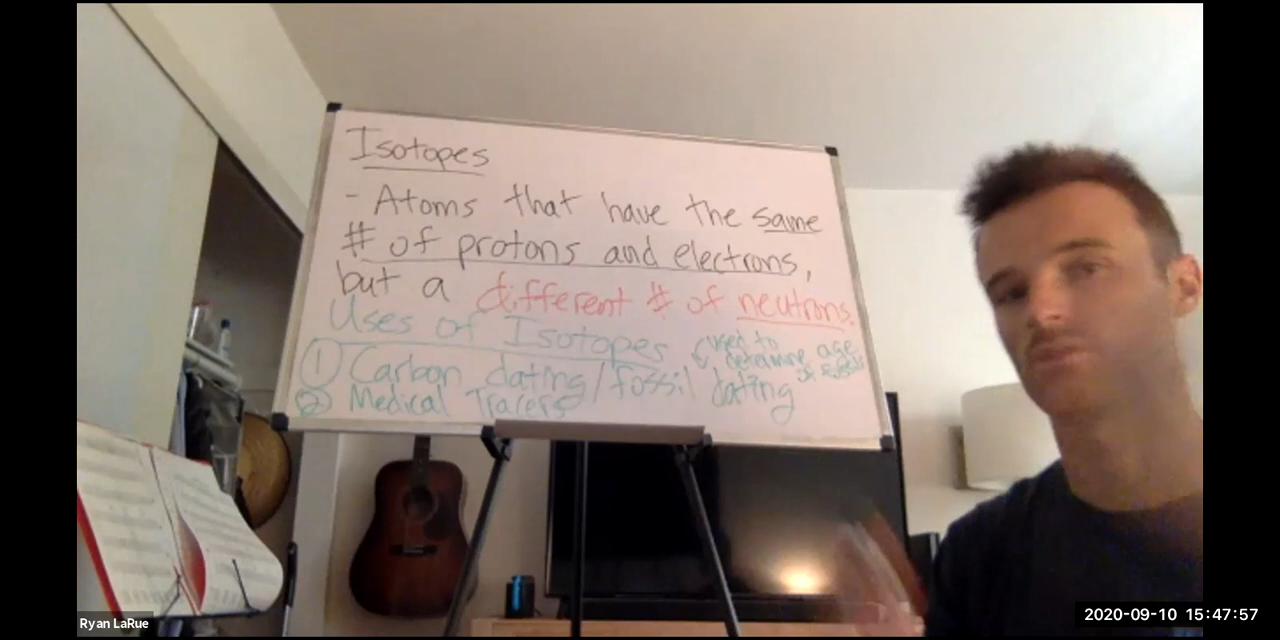 Isotopes
- Atoms that have the same
# of protons and electrons,
but a different # of neutrons.
Uses of Isotopes
used to
determine age
of fossils
① Carbon dating/fossil dating
② Medical Tracers
Ryan LaRue
2020-09-10 15:47:57